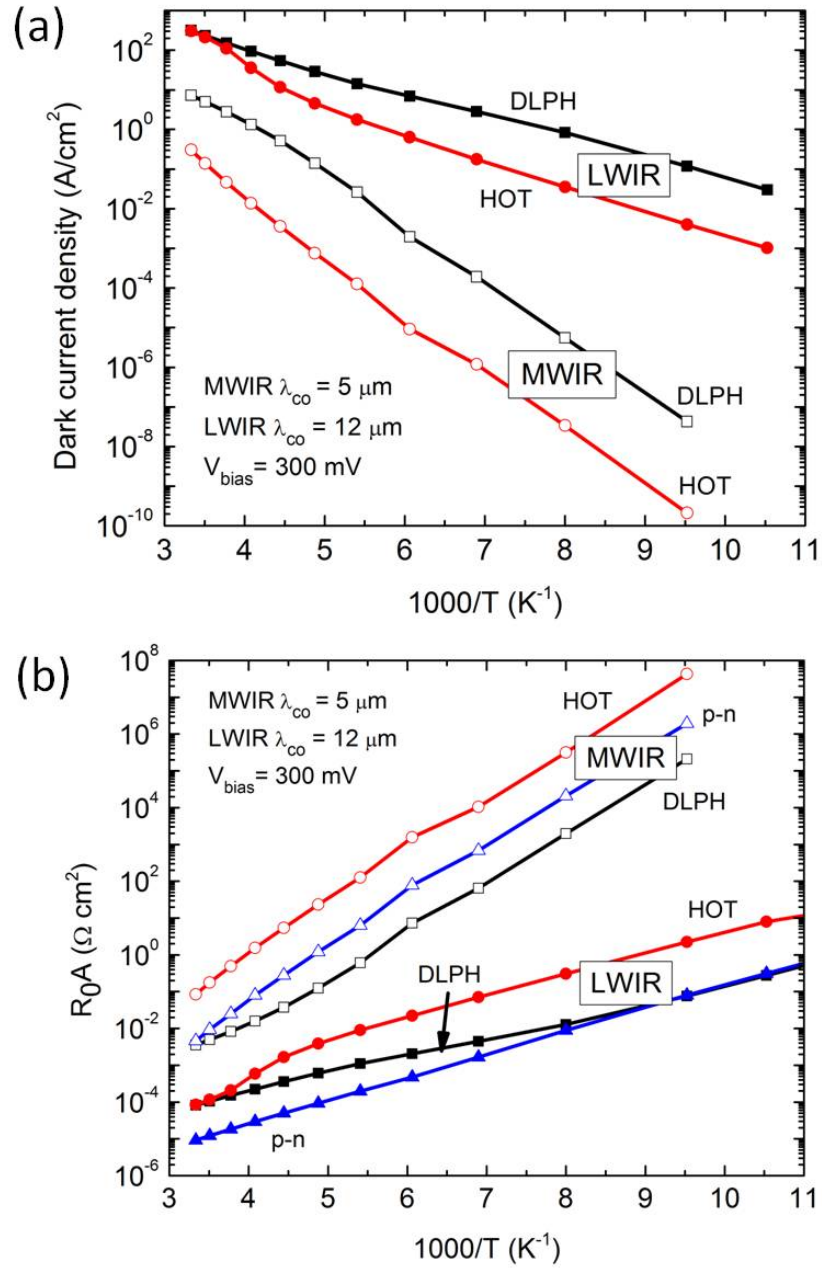 (a)
Dark current density (A/cm²)
10²
10⁰
10⁻²
10⁻⁴
10⁻⁶
10⁻⁸
10⁻¹⁰
DLPH
LWIR
HOT
MWIR
DLPH
HOT
MWIR λco = 5 μm
LWIR λco = 12 μm
Vbias= 300 mV
3 4 5 6 7 8 9 10 11
1000/T (K⁻¹)
(b)
R₀A (Ω cm²)
10⁸
10⁶
10⁴
10²
10⁰
10⁻²
10⁻⁴
10⁻⁶
MWIR λco = 5 μm
LWIR λco = 12 μm
Vbias= 300 mV
HOT
p-n
MWIR
DLPH
HOT
DLPH
LWIR
p-n
3 4 5 6 7 8 9 10 11
1000/T (K⁻¹)